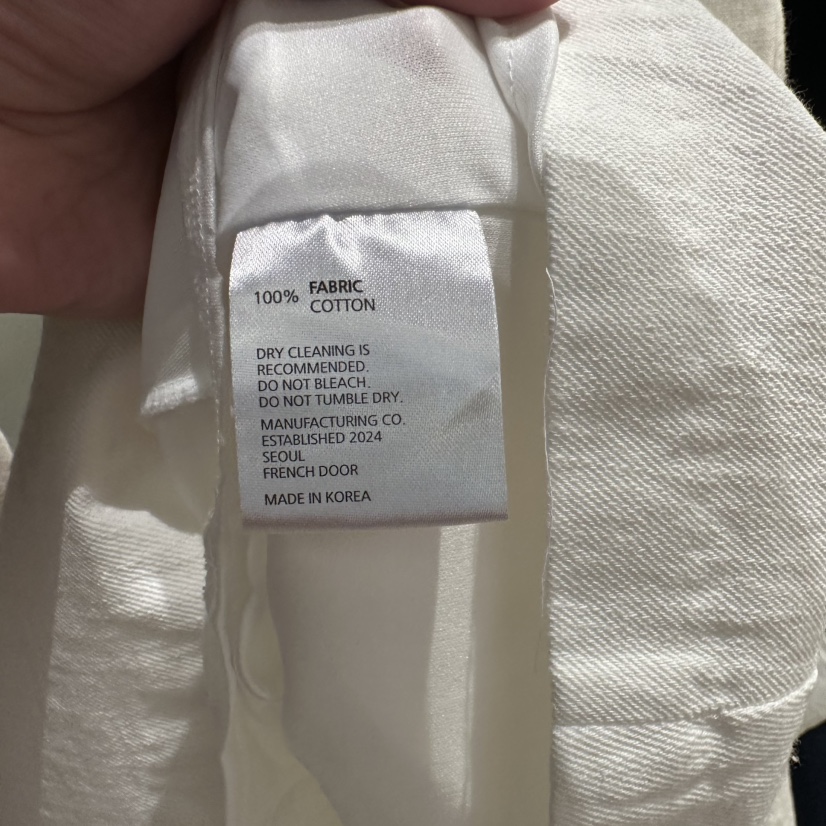 100% FABRIC
COTTON
DRY CLEANING IS
RECOMMENDED.
DO NOT BLEACH.
DO NOT TUMBLE DRY.
MANUFACTURING CO.
ESTABLISHED 2024
SEOUL
FRENCH DOOR
MADE IN KOREA